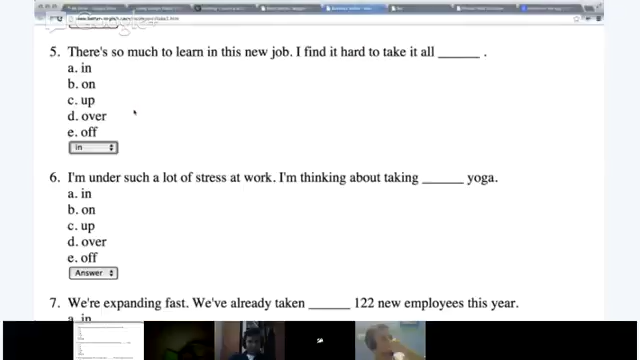 5. There's so much to learn in this new job. I find it hard to take it all ______ .
a. in
b. on
c. up
d. over
e. off
in
6. I'm under such a lot of stress at work. I'm thinking about taking ______ yoga.
a. in
b. on
c. up
d. over
e. off
Answer
7. We're expanding fast. We've already taken ______ 122 new employees this year.
a. in